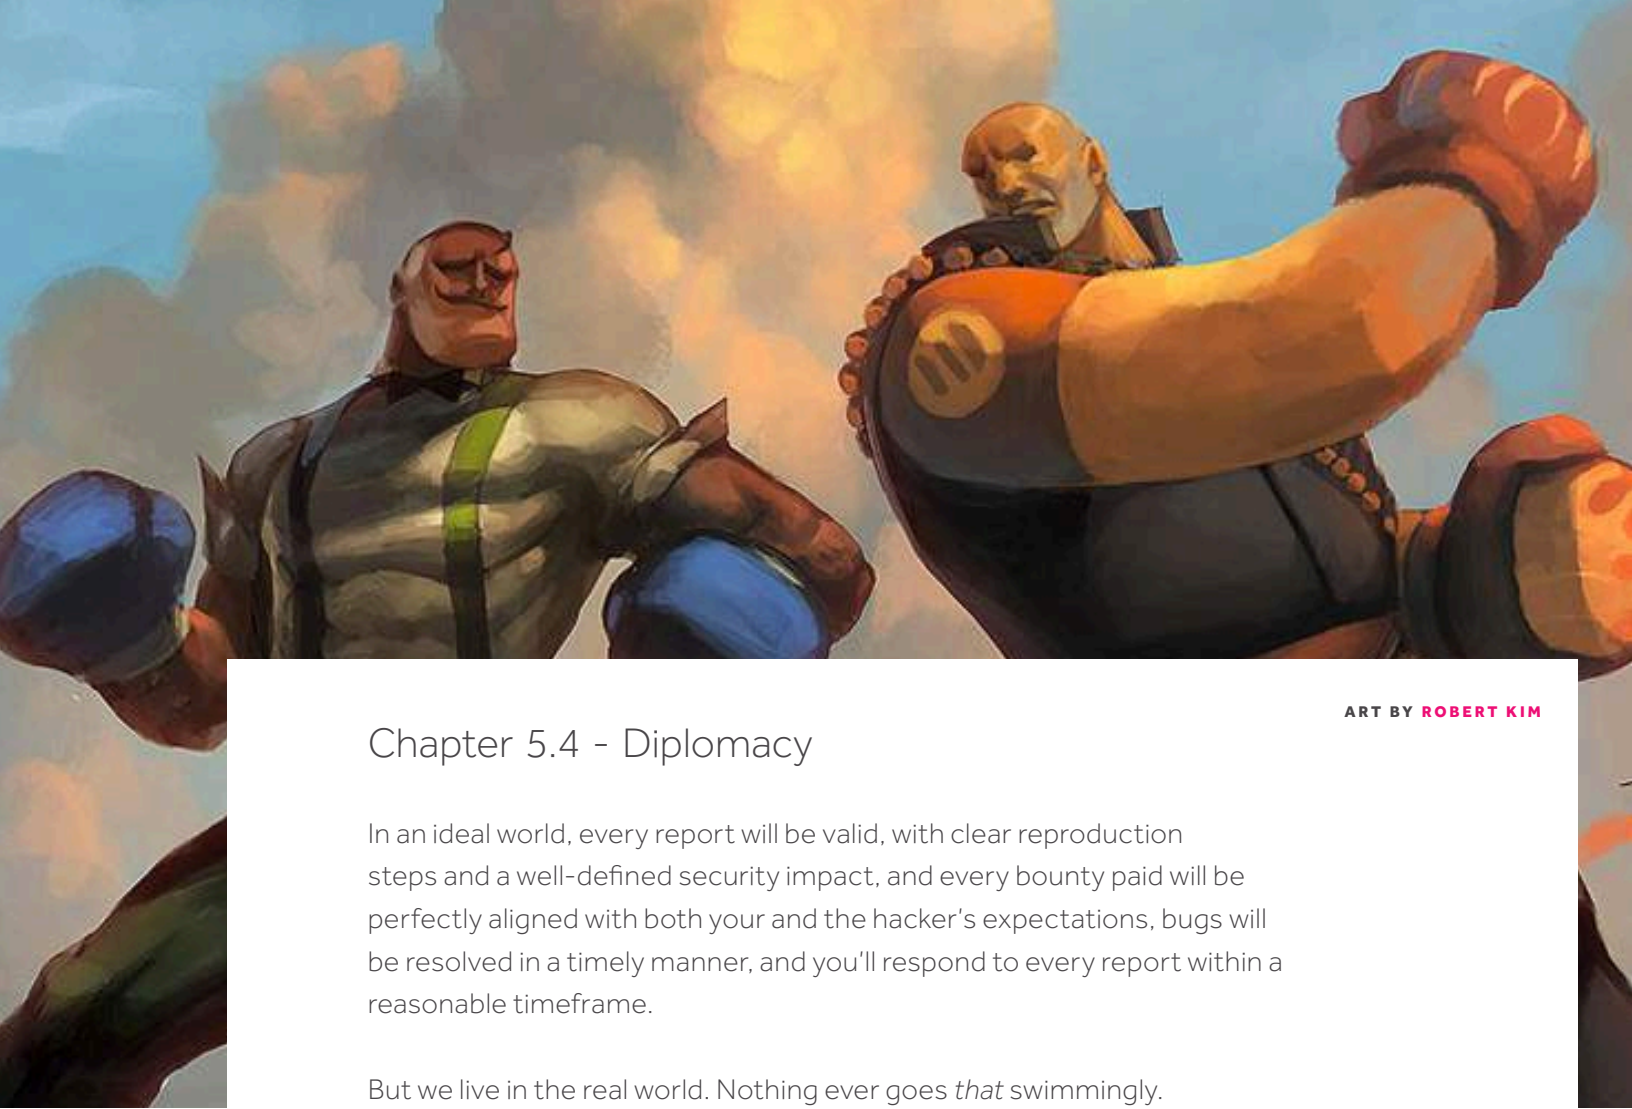 ART BY ROBERT KIM
Chapter 5.4 - Diplomacy
In an ideal world, every report will be valid, with clear reproduction
steps and a well-defined security impact, and every bounty paid will be
perfectly aligned with both your and the hacker's expectations, bugs will
be resolved in a timely manner, and you'll respond to every report within a
reasonable timeframe.
But we live in the real world. Nothing ever goes that swimmingly.